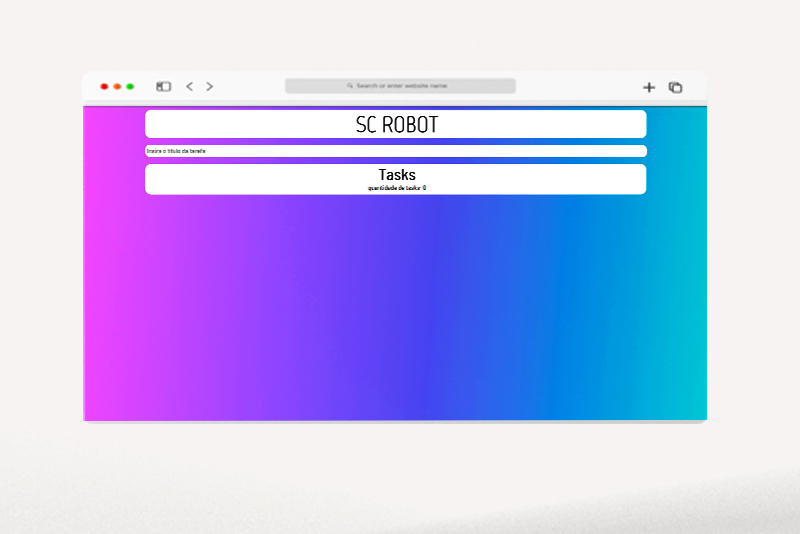 Search or enter website name
SC ROBOT
Insira o título da tarefa
Tasks
quantidade de tasks: 0